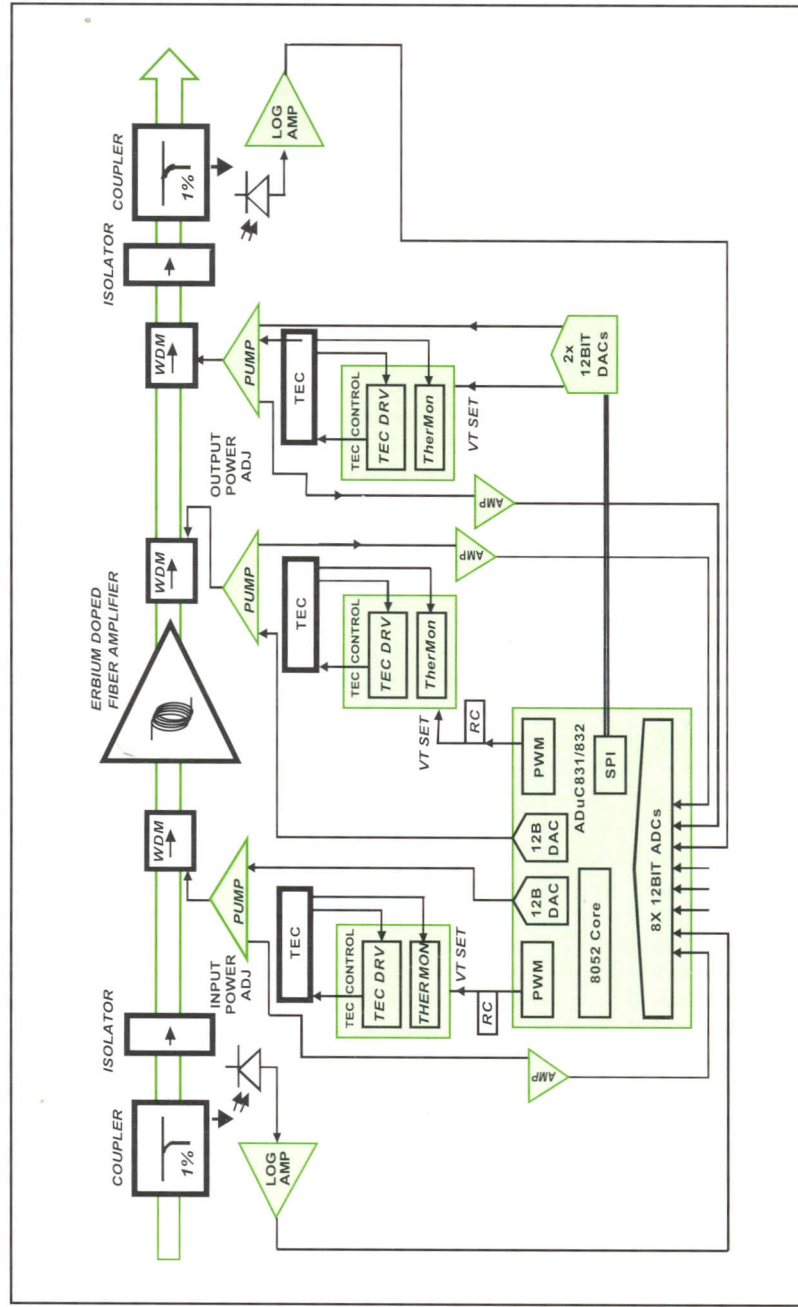 COUPLER
1%
ISOLATOR
WDM
ERBIUM DOPED
FIBER AMPLIFIER
WDM
WDM
ISOLATOR
COUPLER
1%
LOG
AMP
INPUT
POWER
ADJ
PUMP
PUMP
OUTPUT
POWER
ADJ
PUMP
LOG
AMP
TEC
TEC CONTROL
TEC DRV
THERMON
VT SET
RC
TEC
TEC CONTROL
TEC DRV
TherMon
VT SET
RC
TEC
TEC CONTROL
TEC DRV
TherMon
VT SET
AMP
AMP
AMP
PWM
12B
DAC
12B
DAC
PWM
ADuC831/832
8052 Core
SPI
8X 12BIT ADCs
2x
12BIT
DACs